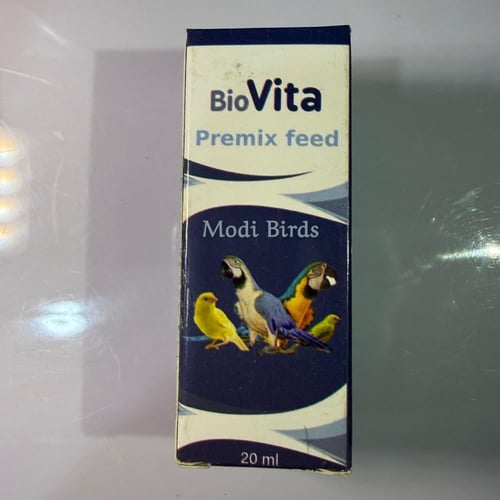 BioVita
Premix feed
Modi Birds
20 ml